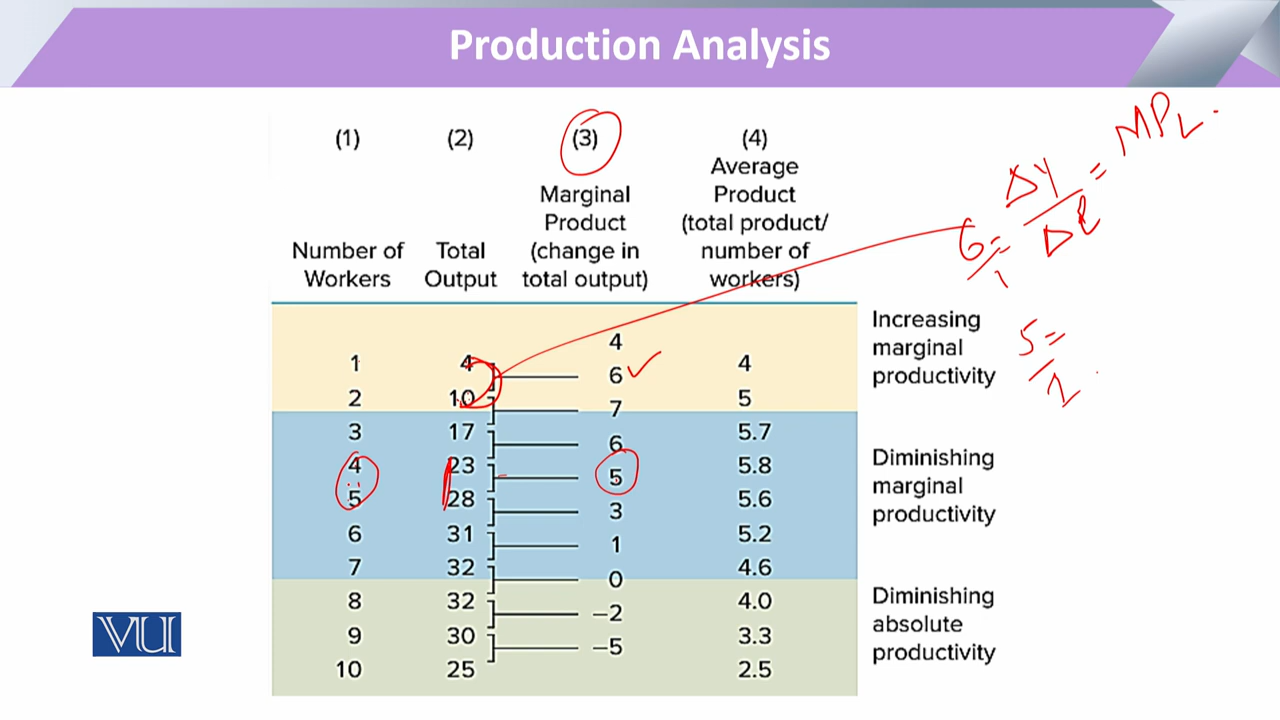 Production Analysis
(1) (2) (3) (4)
Average
Marginal Product
Product (total product/
Number of Total (change in number of
Workers Output total output) workers)
4
1 4 4
6
2 10 5
7
3 17 5.7
6
4 23 5.8
5
5 28 5.6
3
6 31 5.2
1
7 32 4.6
0
8 32 4.0
−2
9 30 3.3
−5
10 25 2.5
Increasing
marginal
productivity
Diminishing
marginal
productivity
Diminishing
absolute
productivity
6/1 = ΔY/Δl = MPL
5/1 =
VU